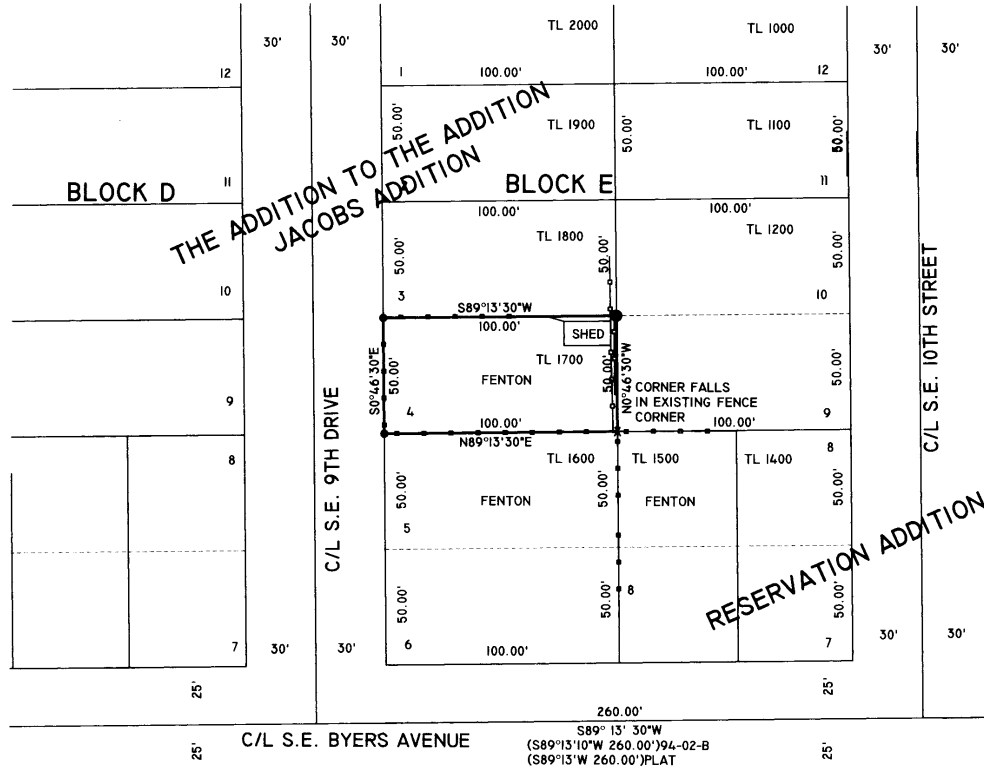 TL 2000
TL 1000
30'
30'
30'
30'
12
1
100.00'
100.00'
12
50.00'
TL 1900
50.00'
TL 1100
50.00'
THE ADDITION TO THE ADDITION
JACOBS ADDITION
BLOCK D
11
BLOCK E
11
100.00'
100.00'
50.00'
TL 1800
50.00'
TL 1200
50.00'
10
3
10
S89°13'30"W
100.00'
SHED
S0°46'30"E
50.00'
TL 1700
FENTON
50.00'
N0°46'30"W
CORNER FALLS
IN EXISTING FENCE
CORNER
50.00'
9
4
9
100.00'
100.00'
N89°13'30"E
C/L S.E. 9TH DRIVE
C/L S.E. 10TH STREET
8
TL 1600
TL 1500
TL 1400
8
50.00'
FENTON
50.00'
FENTON
50.00'
5
RESERVATION ADDITION
50.00'
50.00'
8
50.00'
7
30'
30'
6
100.00'
7
30'
30'
25'
25'
260.00'
C/L S.E. BYERS AVENUE
S89° 13' 30"W
(S89°13'10"W 260.00')94-02-B
(S89°13'W 260.00')PLAT
25'
25'